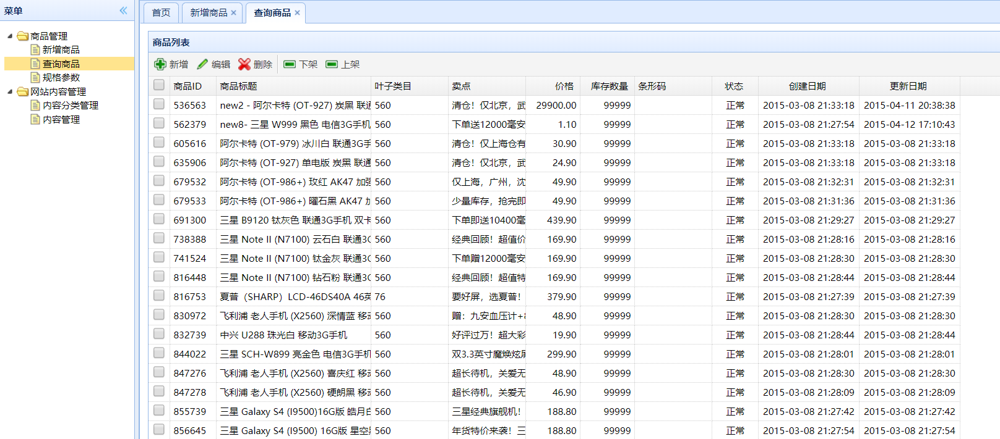 菜单
首页 新增商品 查询商品
商品管理
新增商品
查询商品
规格参数
网站内容管理
内容分类管理
内容管理
商品列表
新增 编辑 删除 下架 上架
商品ID 商品标题 叶子类目 卖点 价格 库存数量 条形码 状态 创建日期 更新日期
536563 new2 - 阿尔卡特 (OT-927) 炭黑 联通 560 清仓！仅北京，武 29900.00 99999 正常 2015-03-08 21:33:18 2015-04-11 20:38:38
562379 new8- 三星 W999 黑色 电信3G手机 560 下单送12000毫安 1.10 99999 正常 2015-03-08 21:27:54 2015-04-12 17:10:43
605616 阿尔卡特 (OT-979) 冰川白 联通3G手 560 清仓！仅上海仓有 30.90 99999 正常 2015-03-08 21:33:18 2015-03-08 21:33:18
635906 阿尔卡特 (OT-927) 单电版 炭黑 联通 560 清仓！仅北京，武 24.90 99999 正常 2015-03-08 21:33:18 2015-03-08 21:33:18
679532 阿尔卡特 (OT-986+) 玫红 AK47 加强 560 仅上海，广州，沈 49.90 99999 正常 2015-03-08 21:32:31 2015-03-08 21:32:31
679533 阿尔卡特 (OT-986+) 曜石黑 AK47 加 560 少量库存，抢完即 49.90 99999 正常 2015-03-08 21:31:36 2015-03-08 21:31:36
691300 三星 B9120 钛灰色 联通3G手机 双卡 560 下单即送10400毫 439.90 99999 正常 2015-03-08 21:29:27 2015-03-08 21:29:27
738388 三星 Note II (N7100) 云石白 联通3G 560 经典回顾！超值价 169.90 99999 正常 2015-03-08 21:28:16 2015-03-08 21:28:16
741524 三星 Note II (N7100) 钛金灰 联通3G 560 下单赠12000毫安 169.90 99999 正常 2015-03-08 21:28:30 2015-03-08 21:28:30
816448 三星 Note II (N7100) 钻石粉 联通3G 560 经典回顾！超值特 169.90 99999 正常 2015-03-08 21:28:44 2015-03-08 21:28:44
816753 夏普（SHARP）LCD-46DS40A 46英 76 要好屏，选夏普！ 379.90 99999 正常 2015-03-08 21:27:39 2015-03-08 21:27:39
830972 飞利浦 老人手机 (X2560) 深情蓝 移动 560 赠：九安血压计+8 48.90 99999 正常 2015-03-08 21:28:30 2015-03-08 21:28:30
832739 中兴 U288 珠光白 移动3G手机 560 好评过万！超大彩 19.90 99999 正常 2015-03-08 21:28:44 2015-03-08 21:28:44
844022 三星 SCH-W899 亮金色 电信3G手机 560 双3.3英寸魔焕炫屏 299.90 99999 正常 2015-03-08 21:28:01 2015-03-08 21:28:01
847276 飞利浦 老人手机 (X2560) 喜庆红 移动 560 超长待机，关爱无 48.90 99999 正常 2015-03-08 21:28:30 2015-03-08 21:28:30
847278 飞利浦 老人手机 (X2560) 硬朗黑 移动 560 超长待机，关爱无 46.90 99999 正常 2015-03-08 21:28:09 2015-03-08 21:28:09
855739 三星 Galaxy S4 (I9500)16G版 皓月白 560 三星经典旗舰机！ 188.80 99999 正常 2015-03-08 21:27:42 2015-03-08 21:27:42
856645 三星 Galaxy S4 (I9500) 16G版 星空黑 560 年货特价来袭！三 188.80 99999 正常 2015-03-08 21:27:54 2015-03-08 21:27:54